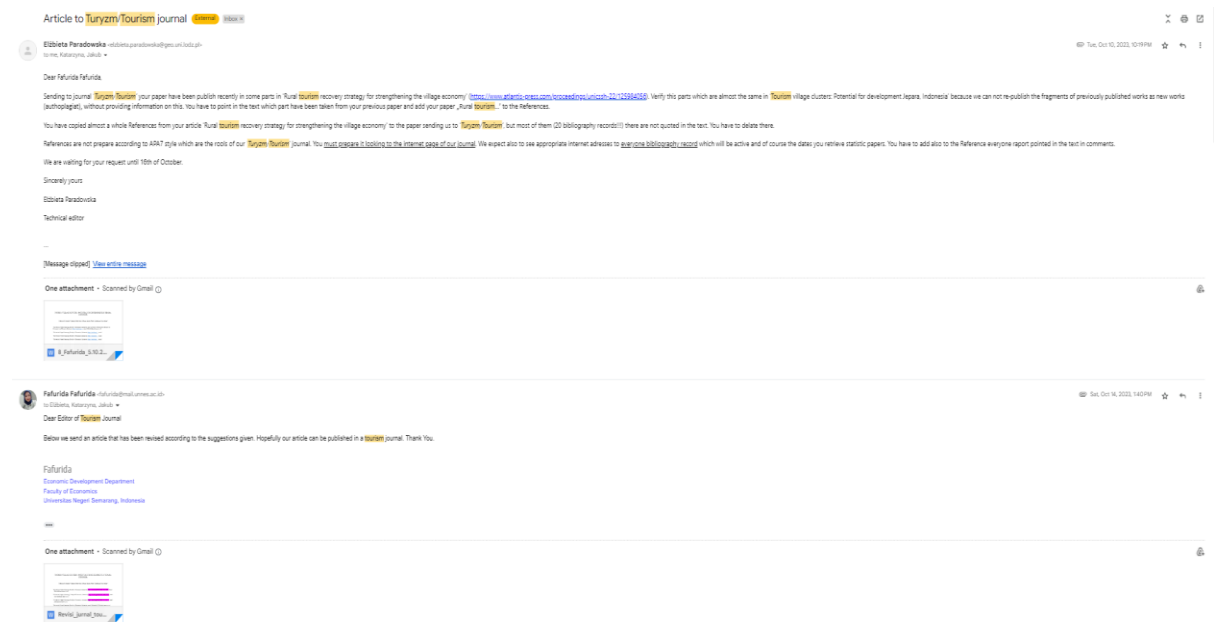 Article to Turyzm/Tourism journal External Inbox ×
Elżbieta Paradowska <elzbieta.paradowska@geo.uni.lodz.pl>
Tue, Oct 10, 2023, 10:19 PM
to me, Katarzyna, Jakub
Dear Fafurida Fafurida,
Sending to journal 'Turyzm-Tourism' your paper have been publish recently in some parts in 'Rural tourism recovery strategy for strengthening the village economy' (https://www.atlantis-press.com/proceedings/unicssh-22/125984056). Verify this parts which are almost the same in 'Tourism village clusters: Potential for development Jepara, Indonesia' because we can not re-publish the fragments of previously published works as new works
(authoplagiat), without providing information on this. You have to point in the text which part have been taken from your previous paper and add your paper „Rural tourism...” to the References.
You have copied almost a whole References from your article 'Rural tourism recovery strategy for strengthening the village economy' to the paper sending us to 'Turyzm-Tourism', but most of them (20 bibliography records!!!) there are not quoted in the text. You have to delate there.
References are not prepare according to APA7 style which are the rools of our 'Turyzm-Tourism' journal. You must prepare it looking to the internet page of our journal. We expect also to see appropriate internet adresses to everyone bibliography record which will be active and of course the dates you retrieve statistic papers. You have to add also to the Reference everyone report pointed in the text in comments.
We are waiting for your request until 16th of October.
Sincerely yours
Elżbieta Paradowska
Technical editor
...
[Message clipped] View entire message
One attachment • Scanned by Gmail
8_Fafurida_5.10.2...
Fafurida Fafurida <fafurida@mail.unnes.ac.id>
Sat, Oct 14, 2023, 1:40 PM
to Elżbieta, Katarzyna, Jakub
Dear Editor of Tourism Journal
Below we send an article that has been revised according to the suggestions given. Hopefully our article can be published in a tourism journal. Thank You.
Fafurida
Economic Development Department
Faculty of Economics
Universitas Negeri Semarang, Indonesia
One attachment • Scanned by Gmail
Revisi_jurnal_tou...